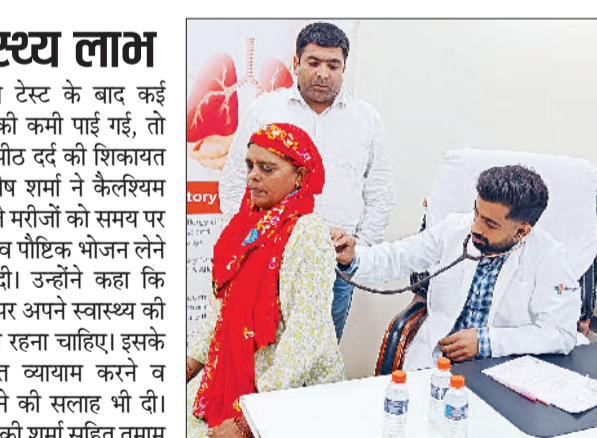 स्थ्य लाभ
टेस्ट के बाद कई
की कमी पाई गई, तो
पीठ दर्द की शिकायत
शर्मा ने कैलश्यिम
मरीजों को समय पर
व पौष्टिक भोजन लेने
दी। उन्होंने कहा कि
पर अपने स्वास्थ्य की
रहना चाहिए। इसके
व्यायाम करने व
की सलाह भी दी।
की शर्मा सहित तमाम
tory